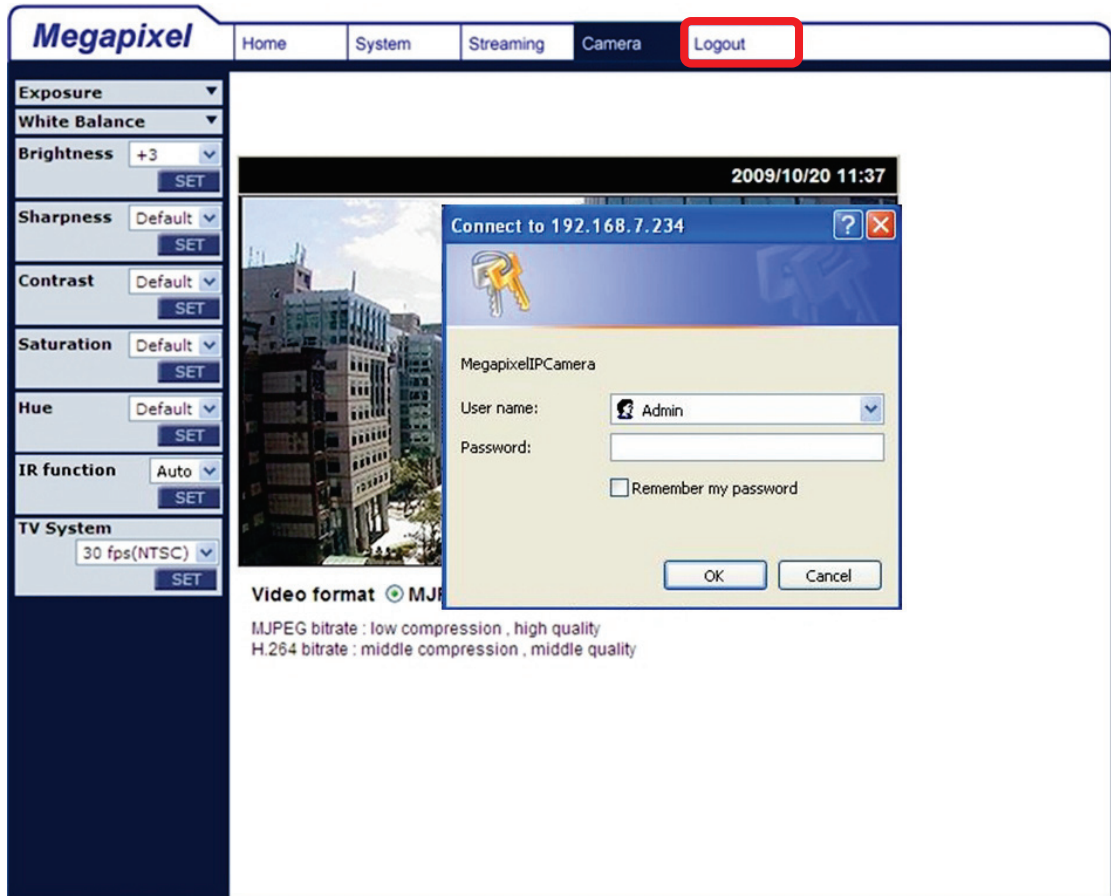 Megapixel
Home System Streaming Camera Logout
Exposure
White Balance
Brightness +3
SET
Sharpness Default
SET
Contrast Default
SET
Saturation Default
SET
Hue Default
SET
IR function Auto
SET
TV System
30 fps(NTSC)
SET
2009/10/20 11:37
Connect to 192.168.7.234
MegapixelIPCamera
User name: Admin
Password:
Remember my password
OK Cancel
Video format
MJPEG bitrate : low compression , high quality
H.264 bitrate : middle compression , middle quality